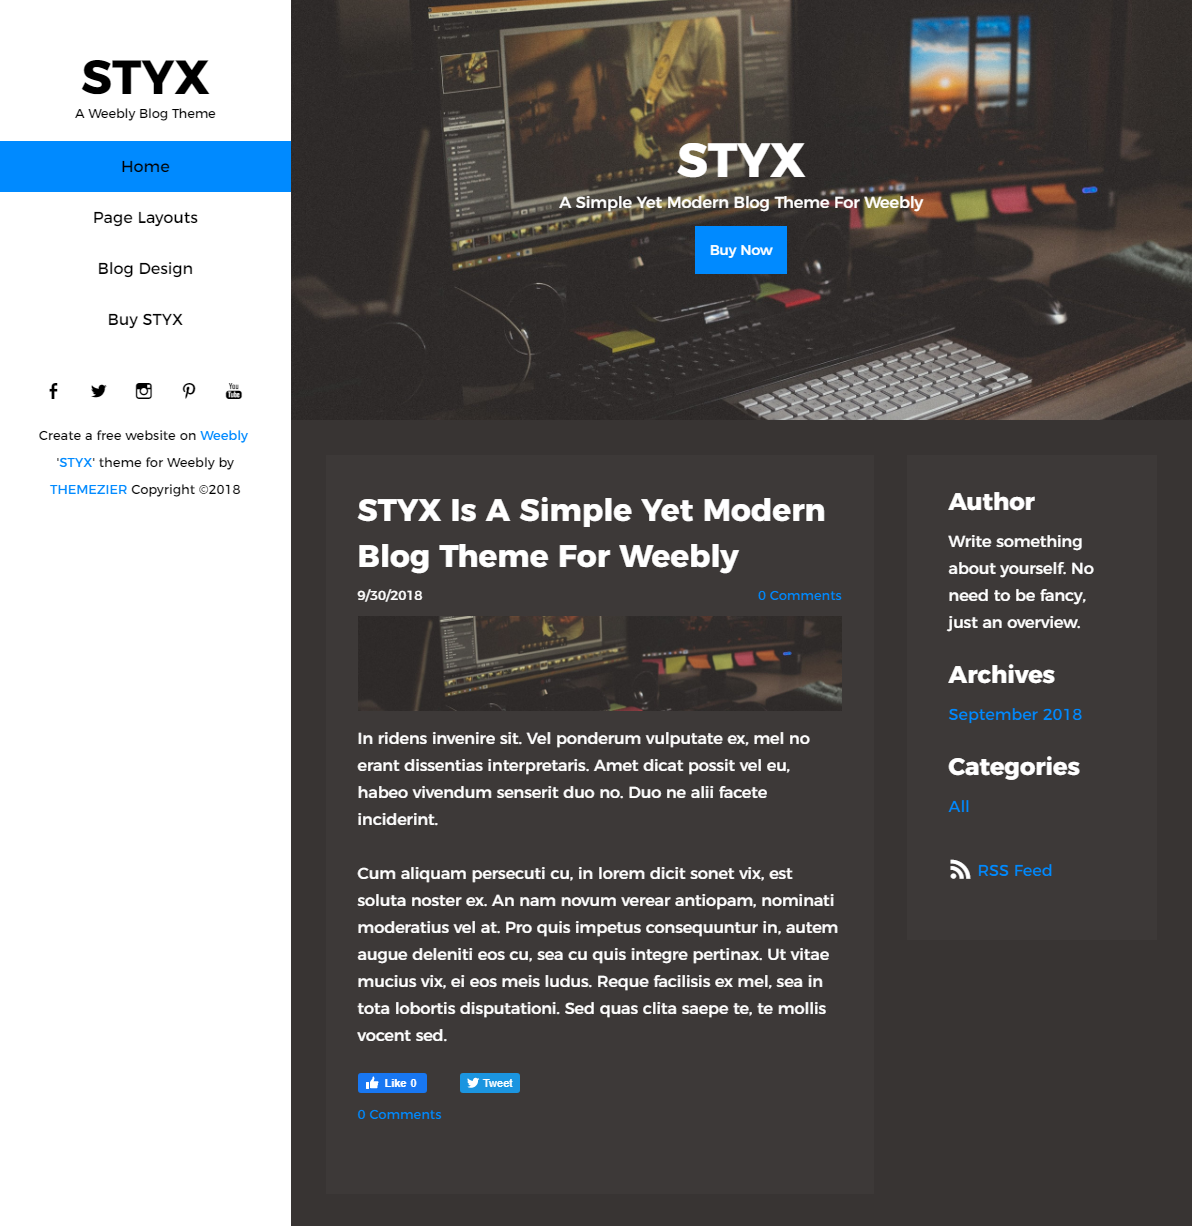 STYX
A Weebly Blog Theme
Home
Page Layouts
Blog Design
Buy STYX
You
Tube
Create a free website on Weebly
'STYX' theme for Weebly by
THEMEZIER Copyright ©2018
STYX
A Simple Yet Modern Blog Theme For Weebly
Buy Now
STYX Is A Simple Yet Modern
Blog Theme For Weebly
9/30/2018
0 Comments
In ridens invenire sit. Vel ponderum vulputate ex, mel no
erant dissentias interpretaris. Amet dicat possit vel eu,
habeo vivendum senserit duo no. Duo ne alii facete
inciderint.
Cum aliquam persecuti cu, in lorem dicit sonet vix, est
soluta noster ex. An nam novum verear antiopam, nominati
moderatius vel at. Pro quis impetus consequuntur in, autem
augue deleniti eos cu, sea cu quis integre pertinax. Ut vitae
mucius vix, ei eos meis ludus. Reque facilisis ex mel, sea in
tota lobortis disputationi. Sed quas clita saepe te, te mollis
vocent sed.
Like 0
Tweet
0 Comments
Author
Write something
about yourself. No
need to be fancy,
just an overview.
Archives
September 2018
Categories
All
RSS Feed